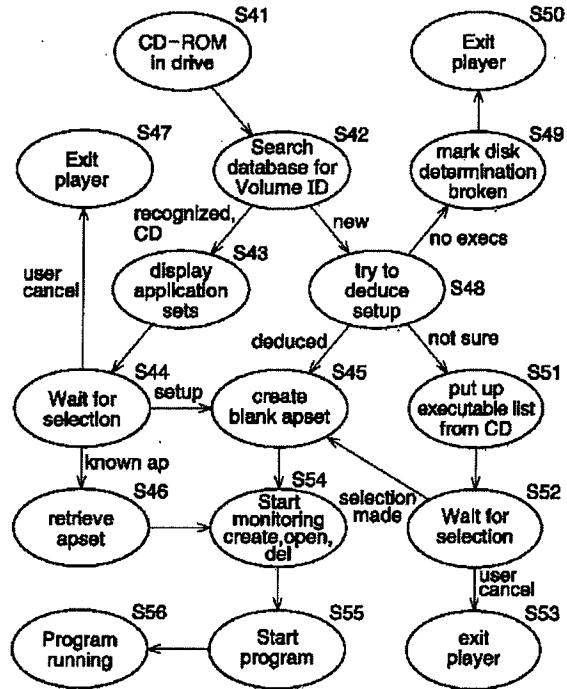 S41
CD-ROM
in drive
S50
Exit
player
S47
Exit
player
S42
Search
database for
Volume ID
S49
mark disk
determination
broken
recognized,
CD
new
no execs
S43
display
application
sets
try to
deduce
setup
S48
user
cancel
deduced
not sure
S44
Wait for
selection
setup
S45
create
blank apset
S51
put up
executable list
from CD
known ap
S46
retrieve
apset
S54
Start
monitoring
create,open,
del
selection
made
S52
Wait for
selection
user
cancel
S56
Program
running
S55
Start
program
S53
exit
player